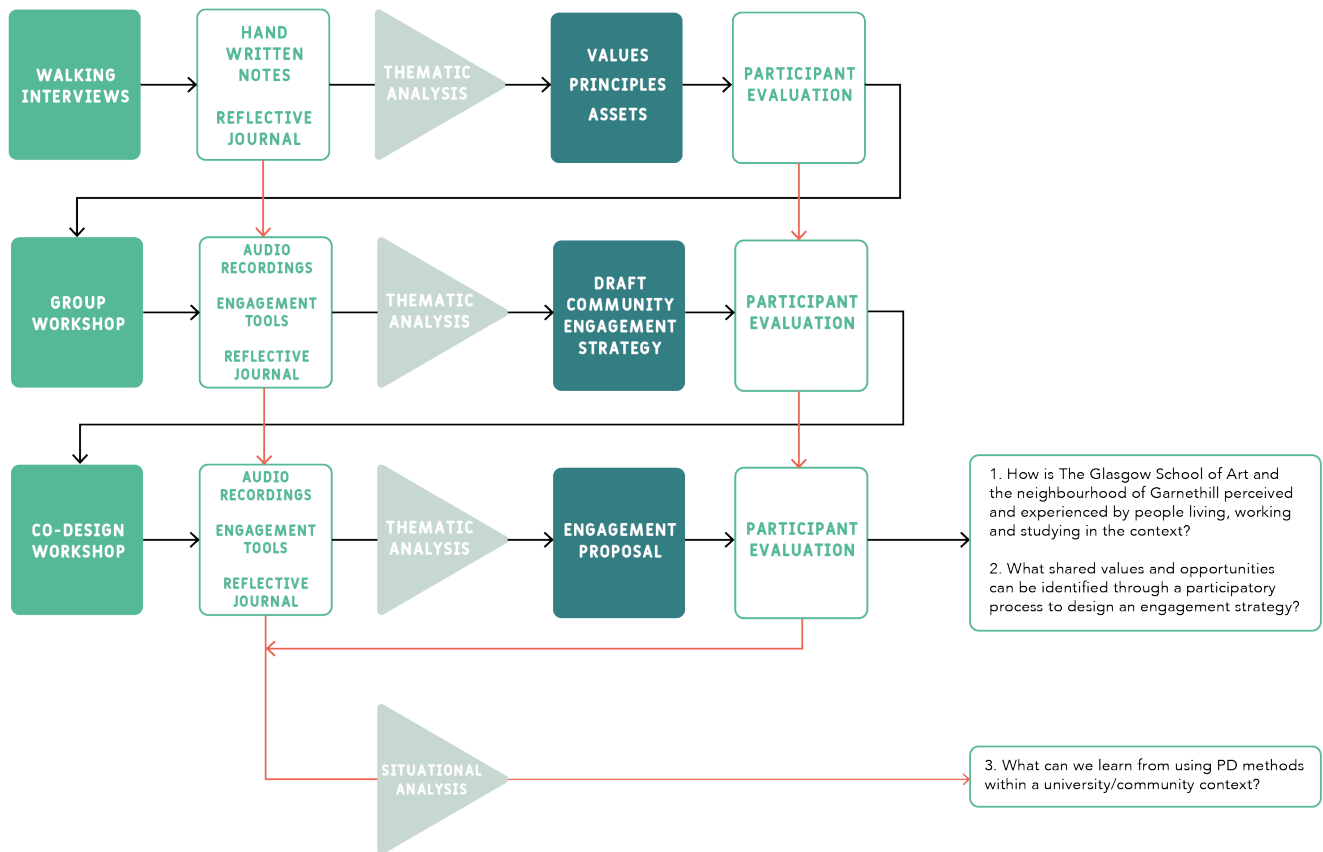 WALKING
INTERVIEWS
HAND
WRITTEN
NOTES
REFLECTIVE
JOURNAL
THEMATIC
ANALYSIS
VALUES
PRINCIPLES
ASSETS
PARTICIPANT
EVALUATION
GROUP
WORKSHOP
AUDIO
RECORDINGS
ENGAGEMENT
TOOLS
REFLECTIVE
JOURNAL
THEMATIC
ANALYSIS
DRAFT
COMMUNITY
ENGAGEMENT
STRATEGY
PARTICIPANT
EVALUATION
CO-DESIGN
WORKSHOP
AUDIO
RECORDINGS
ENGAGEMENT
TOOLS
REFLECTIVE
JOURNAL
THEMATIC
ANALYSIS
ENGAGEMENT
PROPOSAL
PARTICIPANT
EVALUATION
1. How is The Glasgow School of Art and
the neighbourhood of Garnethill perceived
and experienced by people living, working
and studying in the context?
2. What shared values and opportunities
can be identified through a participatory
process to design an engagement strategy?
SITUATIONAL
ANALYSIS
3. What can we learn from using PD methods
within a university/community context?